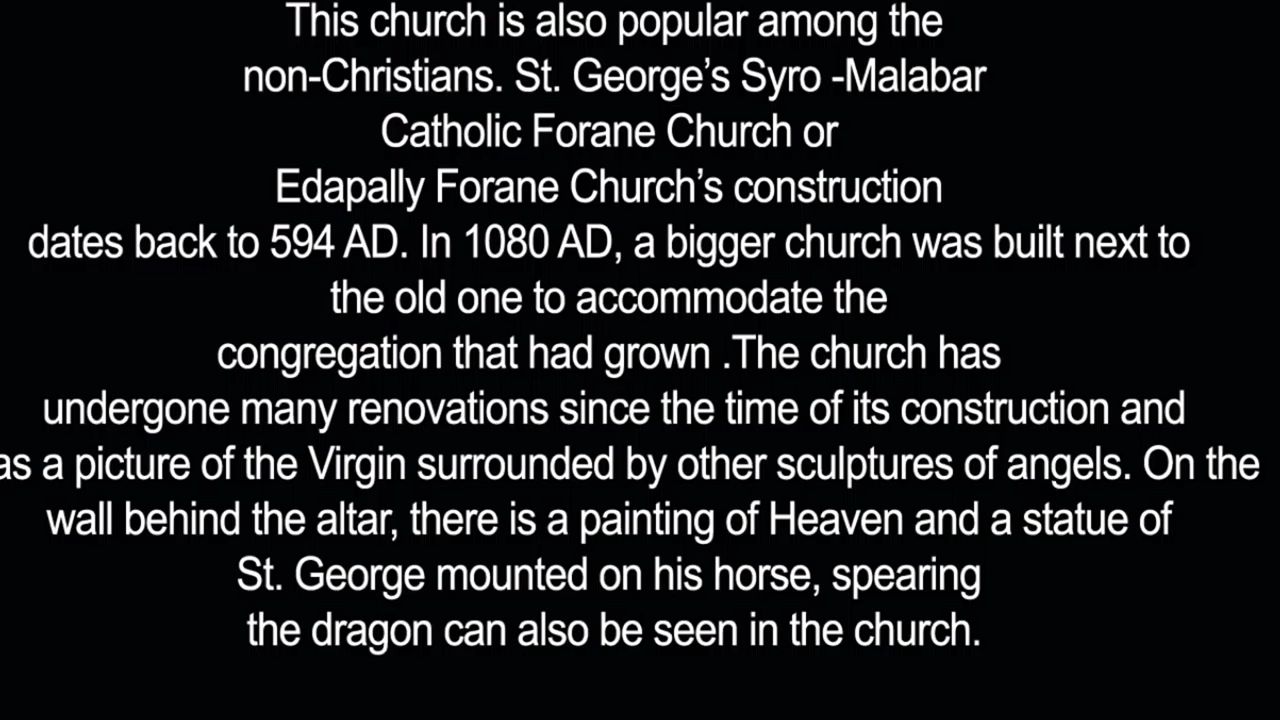 This church is also popular among the
non-Christians. St. George’s Syro -Malabar
Catholic Forane Church or
Edapally Forane Church’s construction
dates back to 594 AD. In 1080 AD, a bigger church was built next to
the old one to accommodate the
congregation that had grown .The church has
undergone many renovations since the time of its construction and
as a picture of the Virgin surrounded by other sculptures of angels. On the
wall behind the altar, there is a painting of Heaven and a statue of
St. George mounted on his horse, spearing
the dragon can also be seen in the church.